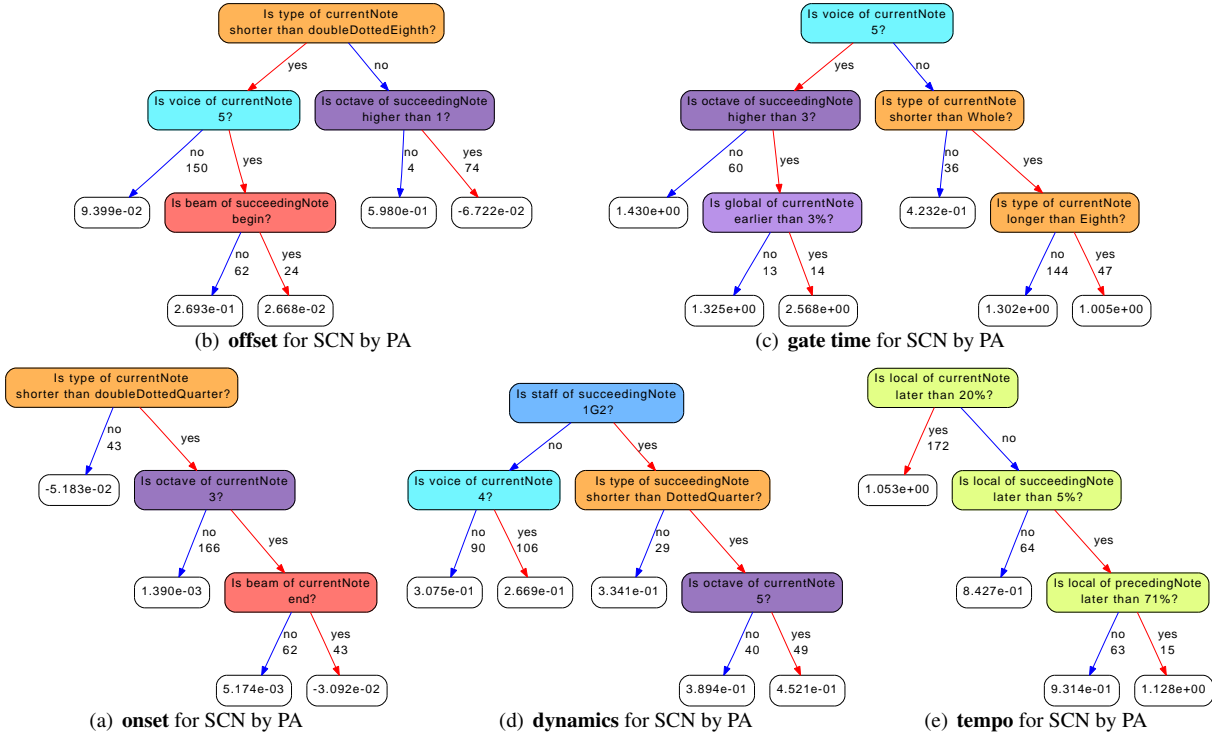 Is type of currentNote
shorter than doubleDottedEighth?
yes
no
Is voice of currentNote
5?
Is octave of succeedingNote
higher than 1?
no
150
yes
no
4
yes
74
9.399e-02
Is beam of succeedingNote
begin?
5.980e-01
-6.722e-02
no
62
yes
24
2.693e-01
2.668e-02
(b) offset for SCN by PA
Is voice of currentNote
5?
yes
no
Is octave of succeedingNote
higher than 3?
Is type of currentNote
shorter than Whole?
no
60
yes
no
36
yes
1.430e+00
Is global of currentNote
earlier than 3%?
4.232e-01
Is type of currentNote
longer than Eighth?
no
13
yes
14
no
144
yes
47
1.325e+00
2.568e+00
1.302e+00
1.005e+00
(c) gate time for SCN by PA
Is type of currentNote
shorter than doubleDottedQuarter?
no
43
yes
-5.183e-02
Is octave of currentNote
3?
no
166
yes
1.390e-03
Is beam of currentNote
end?
no
62
yes
43
5.174e-03
-3.092e-02
(a) onset for SCN by PA
Is staff of succeedingNote
1G2?
no
yes
Is voice of currentNote
4?
Is type of succeedingNote
shorter than DottedQuarter?
no
90
yes
106
no
29
yes
3.075e-01
2.669e-01
3.341e-01
Is octave of currentNote
5?
no
40
yes
49
3.894e-01
4.521e-01
(d) dynamics for SCN by PA
Is local of currentNote
later than 20%?
yes
172
no
1.053e+00
Is local of succeedingNote
later than 5%?
no
64
yes
8.427e-01
Is local of precedingNote
later than 71%?
no
63
yes
15
9.314e-01
1.128e+00
(e) tempo for SCN by PA